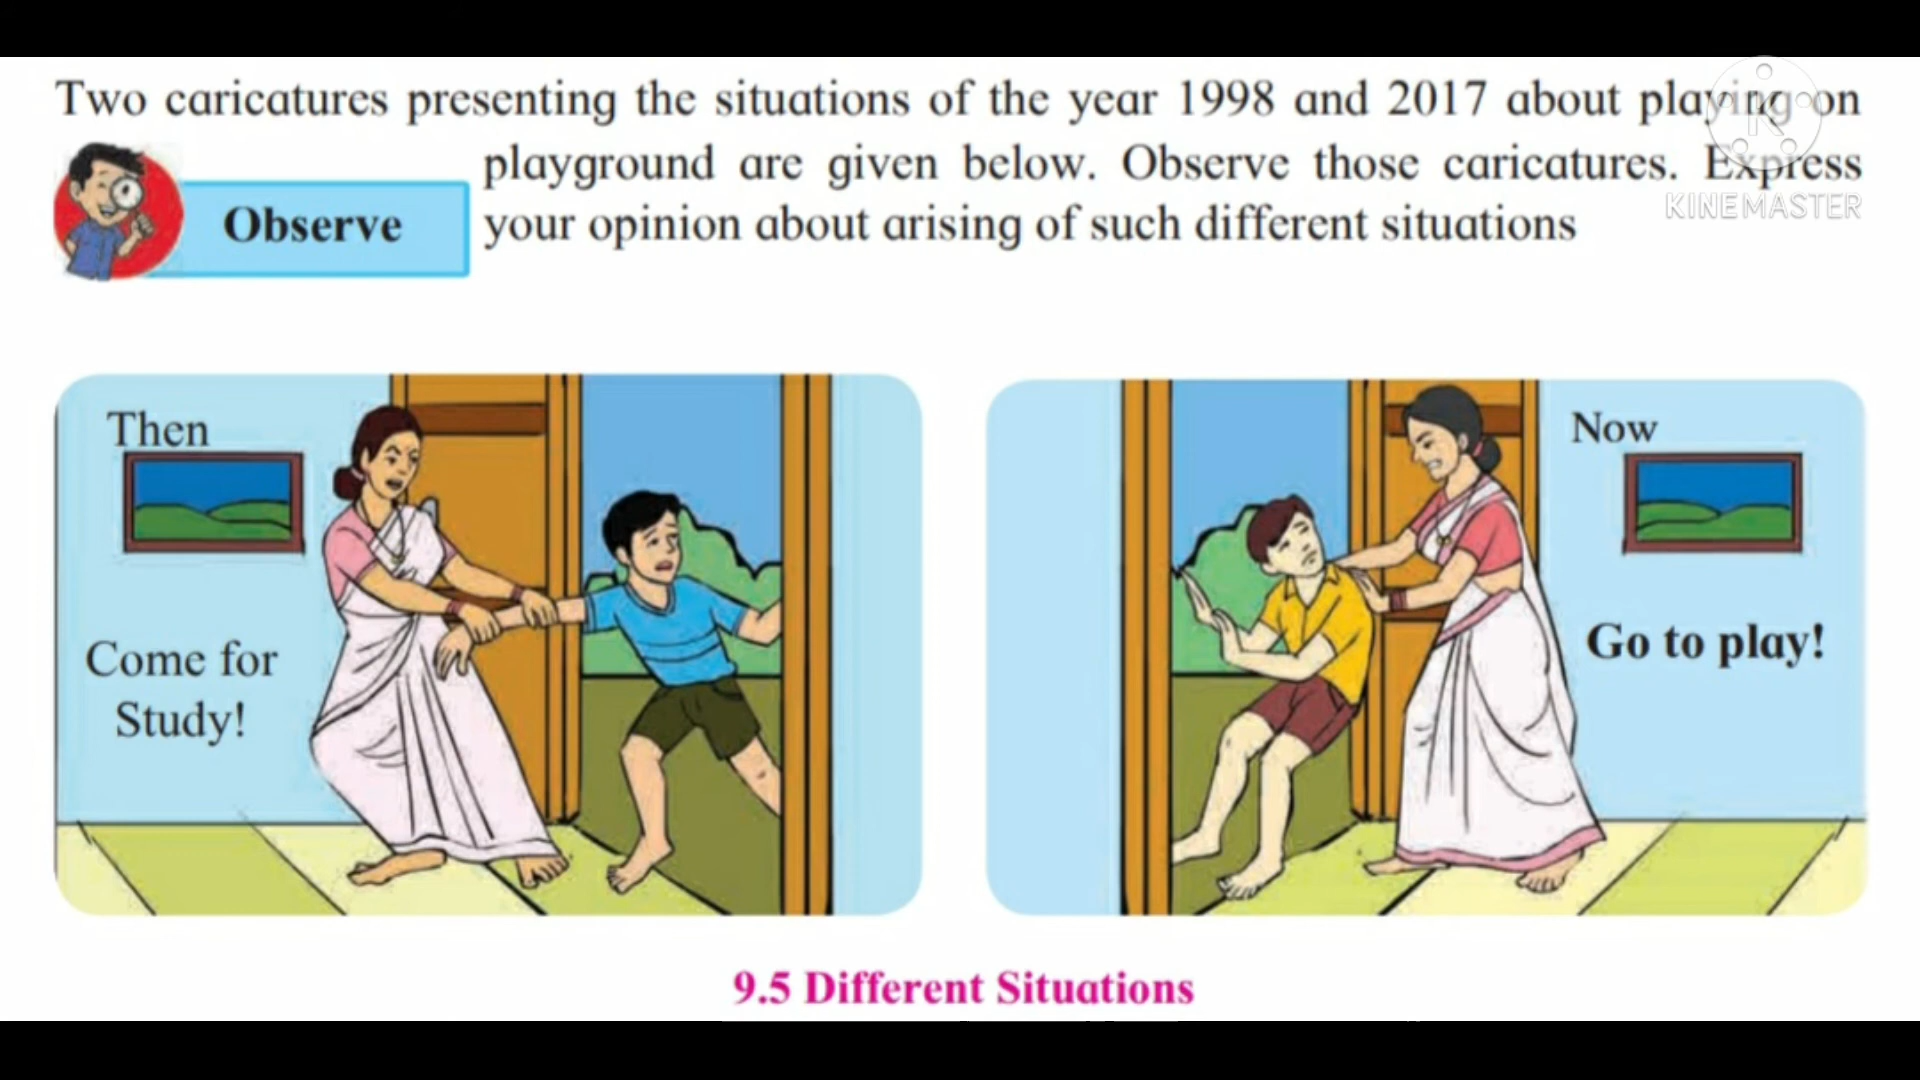 Two caricatures presenting the situations of the year 1998 and 2017 about playing on
playground are given below. Observe those caricatures. Express
Observe
your opinion about arising of such different situations
K
KINEMASTER
Then
Come for
Study!
Now
Go to play!
9.5 Different Situations